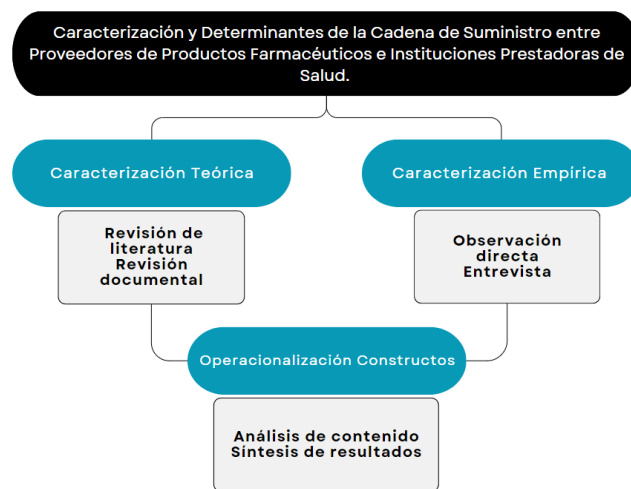 Caracterización y Determinantes de la Cadena de Suministro entre
Proveedores de Productos Farmacéuticos e Instituciones Prestadoras de
Salud.
Caracterización Teórica
Caracterización Empírica
Revisión de
literatura
Revisión
documental
Observación
directa
Entrevista
Operacionalización Constructos
Análisis de contenido
Síntesis de resultados